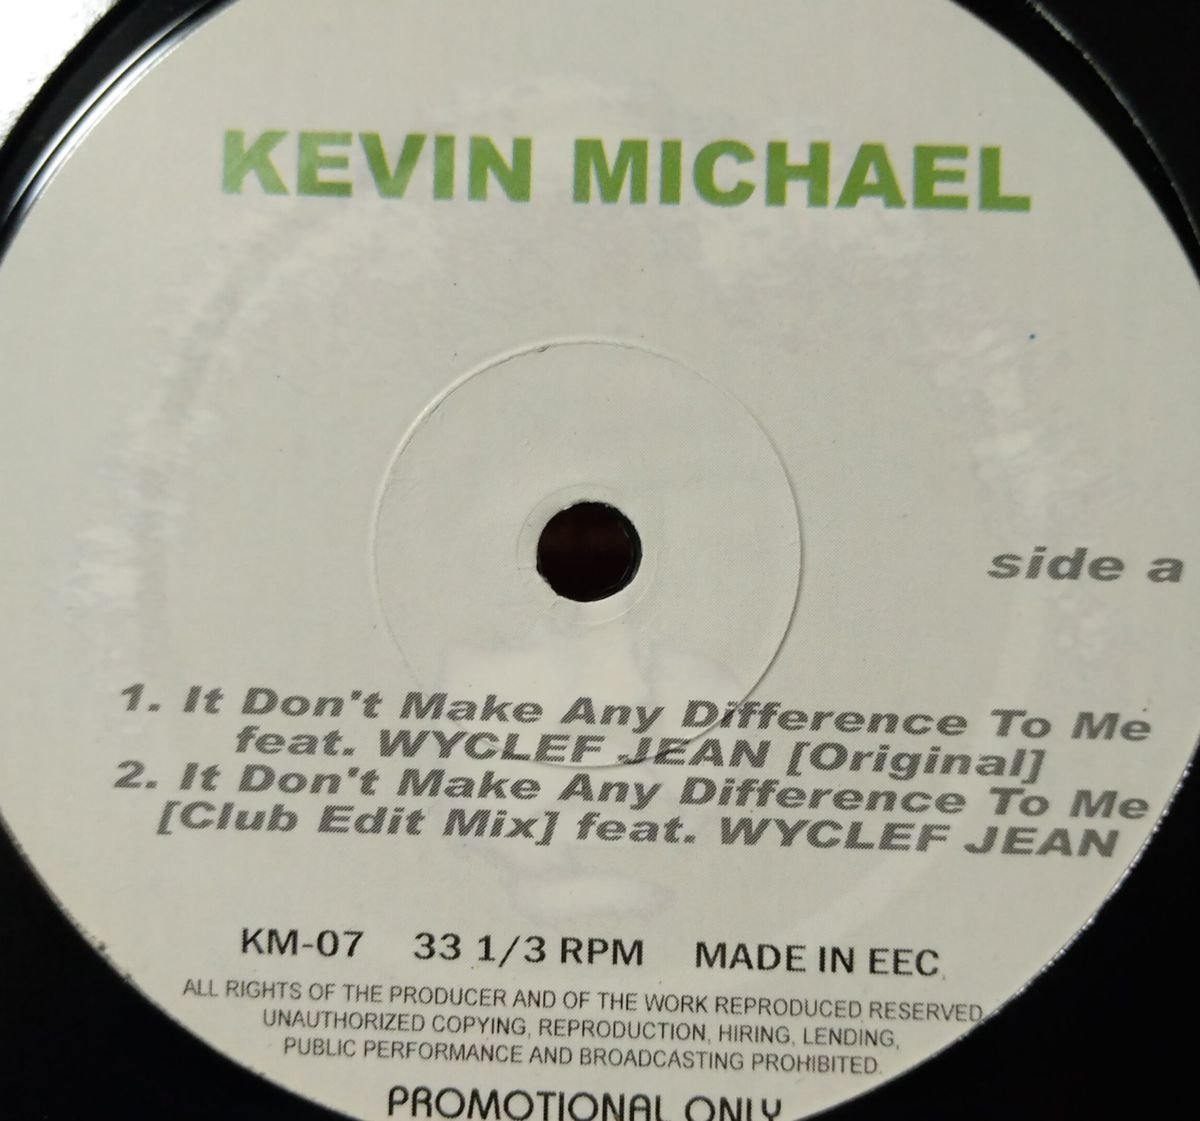 KEVIN MICHAEL
side a
1. It Don't Make Any Difference To Me
feat. WYCLEF JEAN [Original]
2. It Don't Make Any Difference To Me
[Club Edit Mix] feat. WYCLEF JEAN
KM-07 33 1/3 RPM MADE IN EEC.
ALL RIGHTS OF THE PRODUCER AND OF THE WORK REPRODUCED RESERVED.
UNAUTHORIZED COPYING, REPRODUCTION, HIRING, LENDING,
PUBLIC PERFORMANCE AND BROADCASTING PROHIBITED.
PROMOTIONAL ONLY